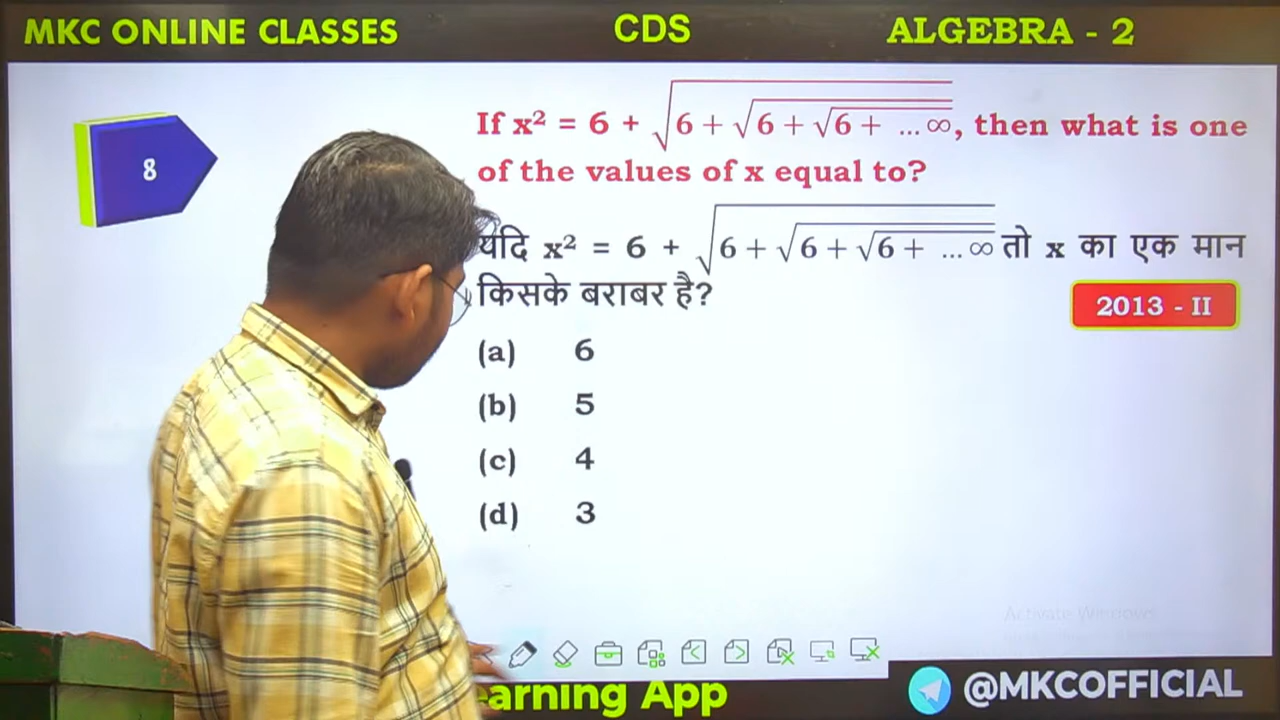 MKC ONLINE CLASSES CDS ALGEBRA - 2
8
If x² = 6 + √6 + √6 + √6 + ... ∞, then what is one
of the values of x equal to?
यदि x² = 6 + √6 + √6 + √6 + ... ∞ तो x का एक मान
किसके बराबर है?
2013 - II
(a) 6
(b) 5
(c) 4
(d) 3
Activate Windows
earning App
@MKCOFFICIAL